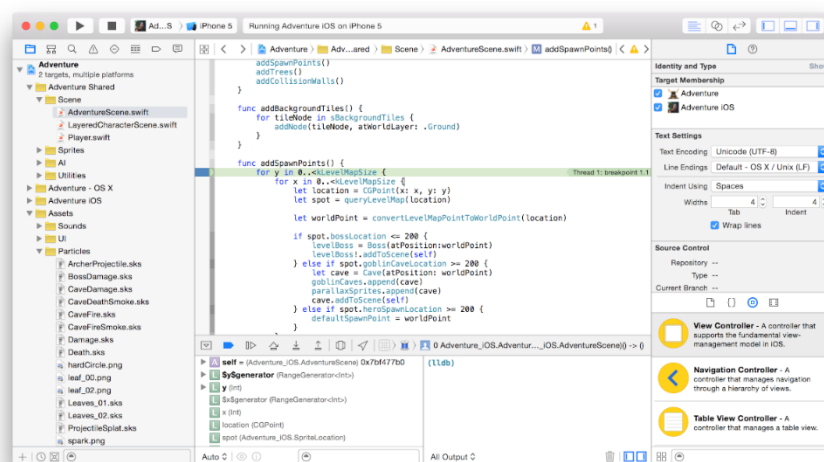 Ad...S
iPhone 5
Running Adventure iOS on iPhone 5
1
Adventure
2 targets, multiple platforms
Adventure Shared
Scene
AdventureScene.swift
LayeredCharacterScene.swift
Player.swift
Sprites
AI
Utilities
Adventure - OS X
Adventure iOS
Assets
Sounds
UI
Particles
ArcherProjectile.sks
BossDamage.sks
CaveDamage.sks
CaveDeathSmoke.sks
CaveFire.sks
CaveFireSmoke.sks
Damage.sks
Death.sks
hardCircle.png
leaf_00.png
leaf_02.png
Leaves_01.sks
Leaves_02.sks
ProjectileSplat.sks
spark.png
Adventure
Adv...ared
Scene
AdventureScene.swift
addSpawnPoints()
addSpawnPoints()
addTrees()
addCollisionWalls()
}
func addBackgroundTiles() {
for tileNode in sBackgroundTiles {
addNode(tileNode, atWorldLayer: .Ground)
}
}
func addSpawnPoints() {
for y in 0..<kLevelMapSize {
Thread 1: breakpoint 1.1
for x in 0..<kLevelMapSize {
let location = CGPoint(x: x, y: y)
let spot = queryLevelMap(location)
let worldPoint = convertLevelMapPointToWorldPoint(location)
if spot.bossLocation <= 200 {
levelBoss = Boss(atPosition:worldPoint)
levelBoss!.addToScene(self)
} else if spot.goblinCaveLocation >= 200 {
let cave = Cave(atPosition: worldPoint)
goblinCaves.append(cave)
parallaxSprites.append(cave)
cave.addToScene(self)
} else if spot.heroSpawnLocation >= 200 {
defaultSpawnPoint = worldPoint
}
0 Adventure_iOS.Adventur..._iOS.AdventureScene)() -> ()
self = (Adventure_iOS.AdventureScene) 0x7bf477b0
$y$generator (RangeGenerator<Int>)
y (Int)
$x$generator (RangeGenerator<Int>)
x (Int)
location (CGPoint)
spot (Adventure_iOS.SpriteLocation)
Auto
(lldb)
All Output
Identity and Type
Show
Target Membership
Adventure
Adventure iOS
Text Settings
Text Encoding
Unicode (UTF-8)
Line Endings
Default - OS X / Unix (LF)
Indent Using
Spaces
Widths
4
4
Tab
Indent
Wrap lines
Source Control
Repository --
Type --
Current Branch --
View Controller - A controller that
supports the fundamental view-
management model in iOS.
Navigation Controller - A
controller that manages navigation
through a hierarchy of views.
Table View Controller - A
controller that manages a table view.